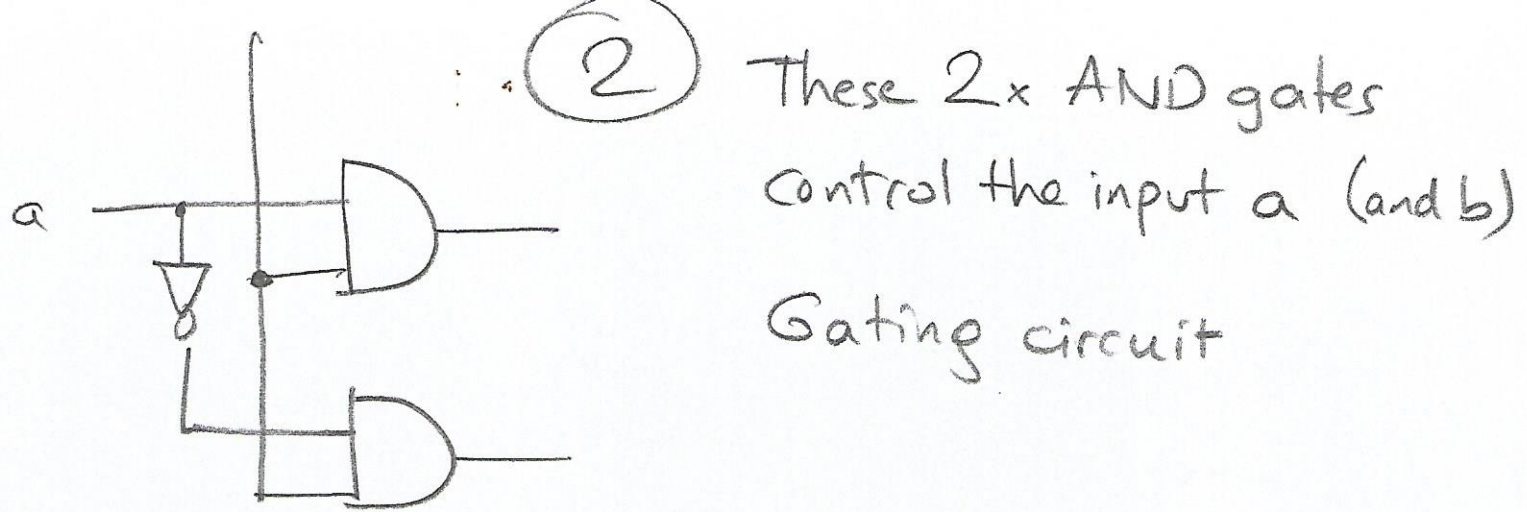 2 These 2x AND gates
a control the input a (and b)
Gating circuit